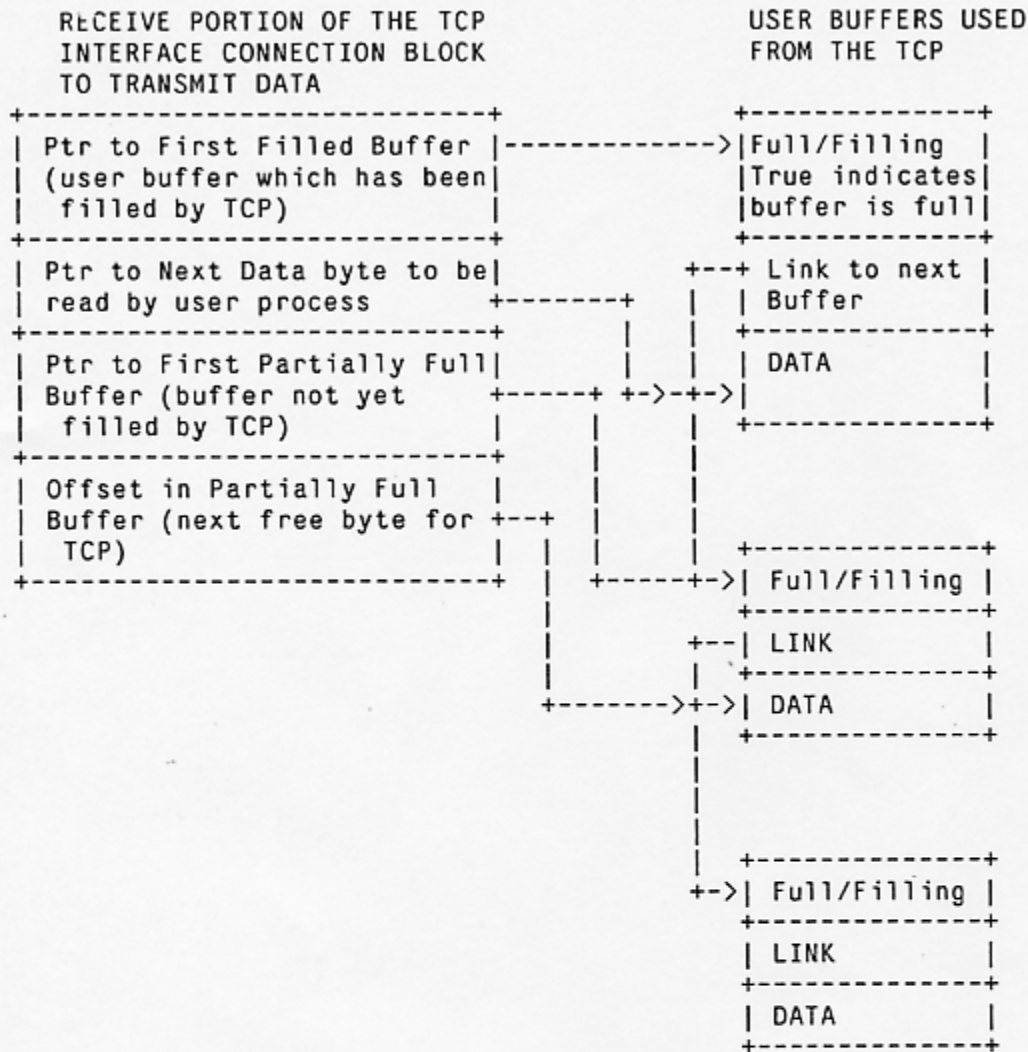 RECEIVE PORTION OF THE TCP
INTERFACE CONNECTION BLOCK
TO TRANSMIT DATA
Ptr to First Filled Buffer
(user buffer which has been
filled by TCP)
Ptr to Next Data byte to be
read by user process
Ptr to First Partially Full
Buffer (buffer not yet
filled by TCP)
Offset in Partially Full
Buffer (next free byte for
TCP)
USER BUFFERS USED
FROM THE TCP
Full/Filling
True indicates
buffer is full
Link to next
Buffer
DATA
Full/Filling
LINK
DATA
Full/Filling
LINK
DATA